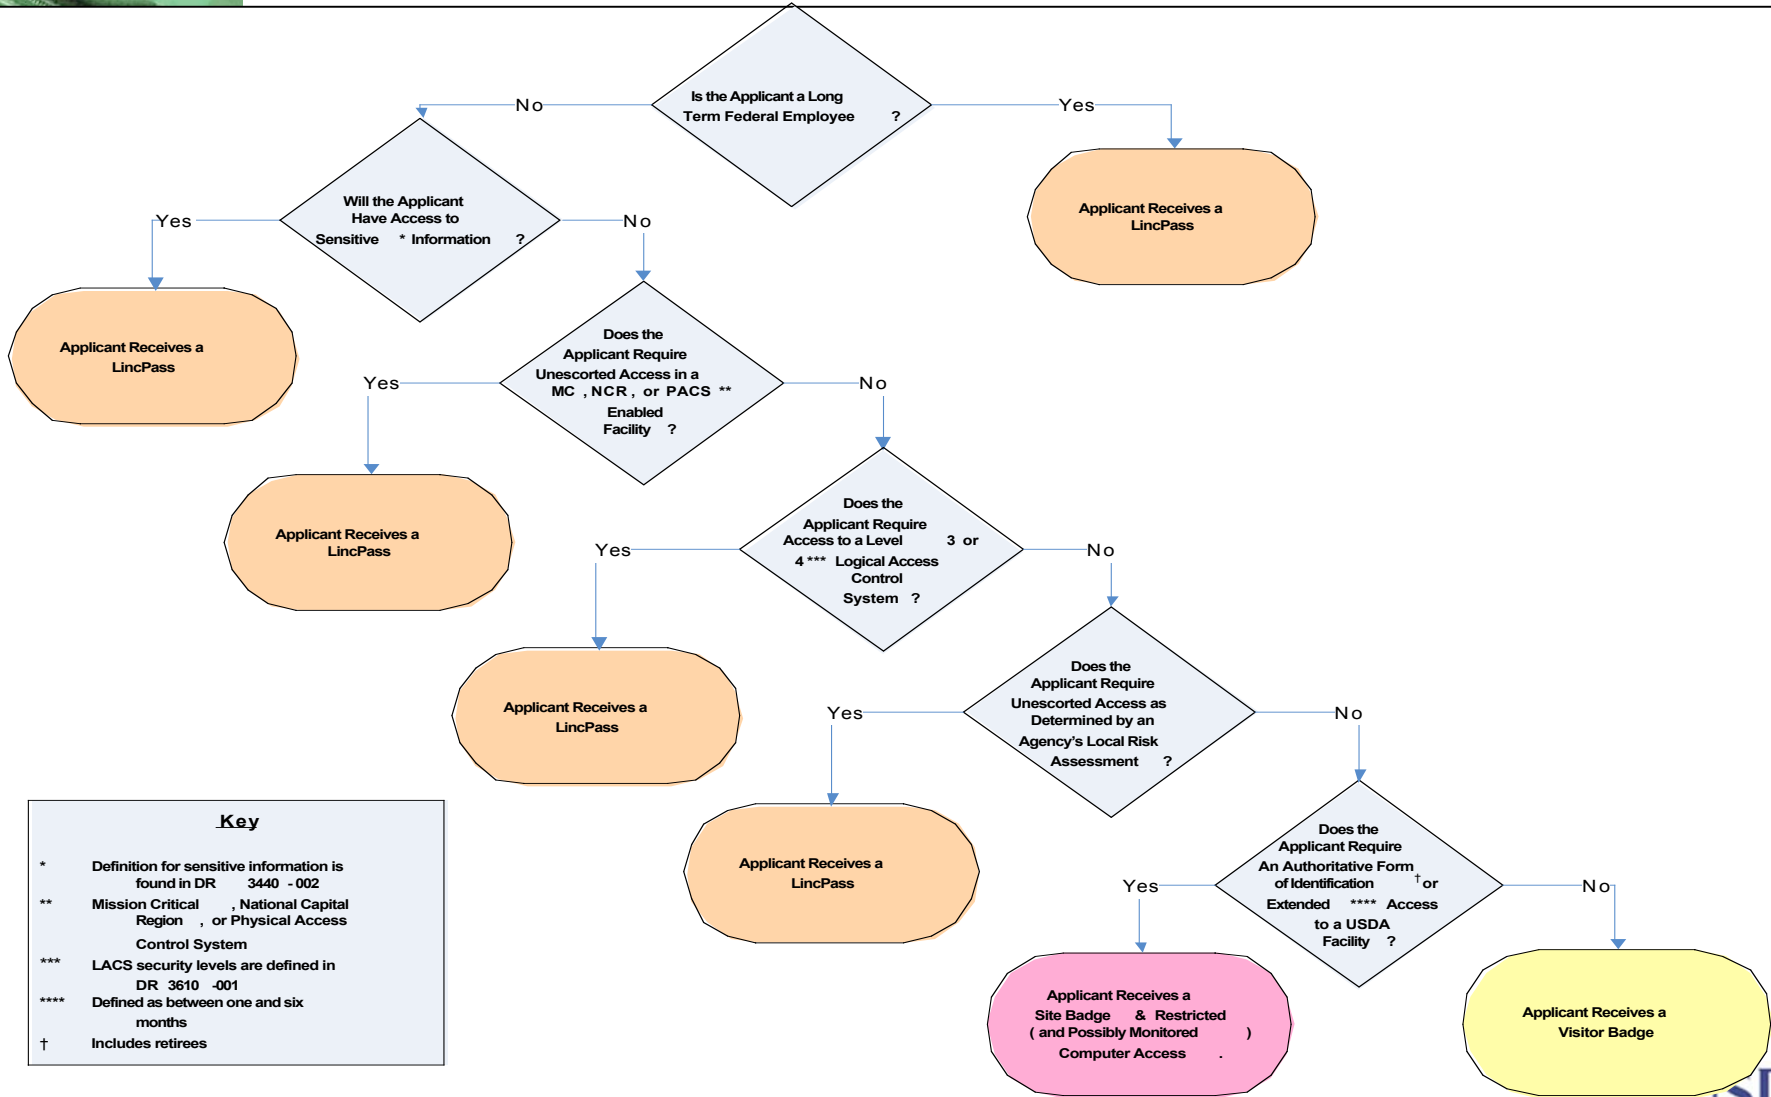 Is the Applicant a Long
Term Federal Employee ?
No
Yes
Applicant Receives a
LincPass
Will the Applicant
Have Access to
Sensitive * Information ?
Yes
No
Applicant Receives a
LincPass
Does the
Applicant Require
Unescorted Access in a
MC , NCR , or PACS **
Enabled
Facility ?
Yes
No
Applicant Receives a
LincPass
Does the
Applicant Require
Access to a Level 3 or
4 *** Logical Access
Control
System ?
Yes
No
Applicant Receives a
LincPass
Does the
Applicant Require
Unescorted Access as
Determined by an
Agency's Local Risk
Assessment ?
Yes
No
Applicant Receives a
LincPass
Does the
Applicant Require
An Authoritative Form
of Identification † or
Extended **** Access
to a USDA
Facility ?
Yes
No
Applicant Receives a
Site Badge & Restricted
( and Possibly Monitored )
Computer Access .
Applicant Receives a
Visitor Badge
Key
* Definition for sensitive information is
found in DR 3440 -002
** Mission Critical , National Capital
Region , or Physical Access
Control System
*** LACS security levels are defined in
DR 3610 -001
**** Defined as between one and six
months
† Includes retirees